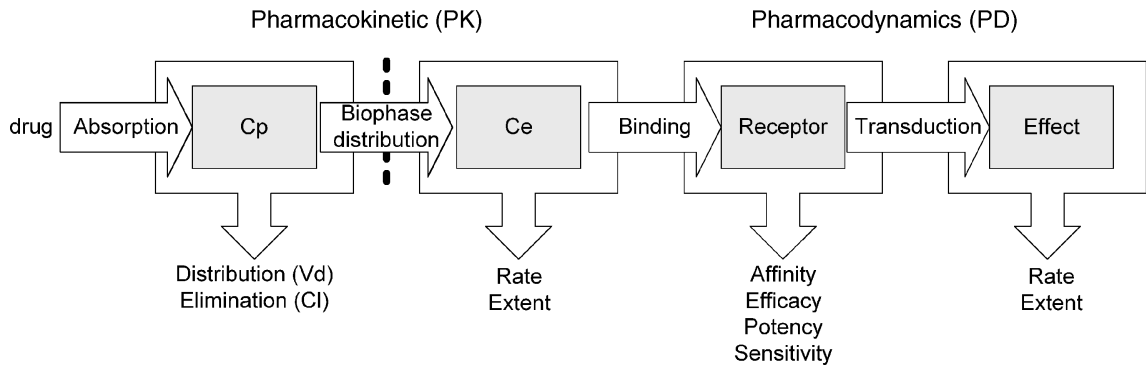 Pharmacokinetic (PK)
Pharmacodynamics (PD)
drug
Absorption
Cp
Biophase
distribution
Ce
Binding
Receptor
Transduction
Effect
Distribution (Vd)
Elimination (Cl)
Rate
Extent
Affinity
Efficacy
Potency
Sensitivity
Rate
Extent